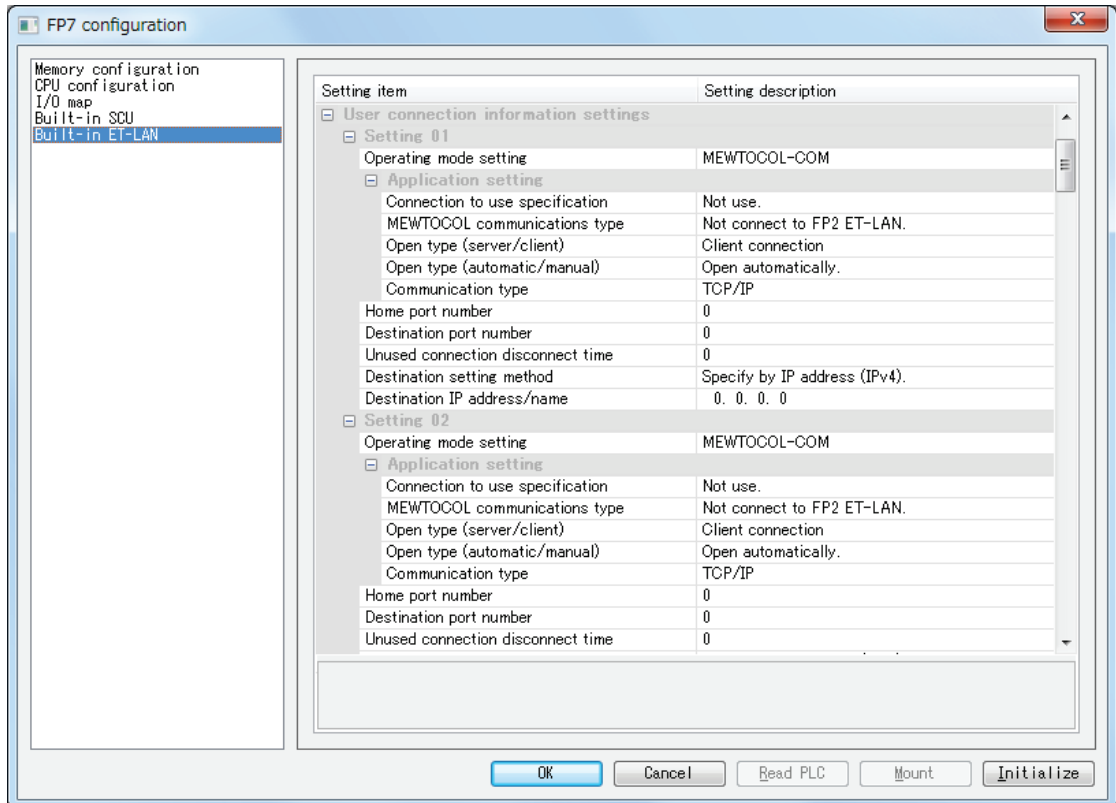 FP7 configuration
Memory configuration
CPU configuration
I/O map
Built-in SCU
Built-in ET-LAN
Setting item Setting description
User connection information settings
Setting 01
Operating mode setting MEWTOCOL-COM
Application setting
Connection to use specification Not use.
MEWTOCOL communications type Not connect to FP2 ET-LAN.
Open type (server/client) Client connection
Open type (automatic/manual) Open automatically.
Communication type TCP/IP
Home port number 0
Destination port number 0
Unused connection disconnect time 0
Destination setting method Specify by IP address (IPv4).
Destination IP address/name 0. 0. 0. 0
Setting 02
Operating mode setting MEWTOCOL-COM
Application setting
Connection to use specification Not use.
MEWTOCOL communications type Not connect to FP2 ET-LAN.
Open type (server/client) Client connection
Open type (automatic/manual) Open automatically.
Communication type TCP/IP
Home port number 0
Destination port number 0
Unused connection disconnect time 0
OK Cancel Read PLC Mount Initialize